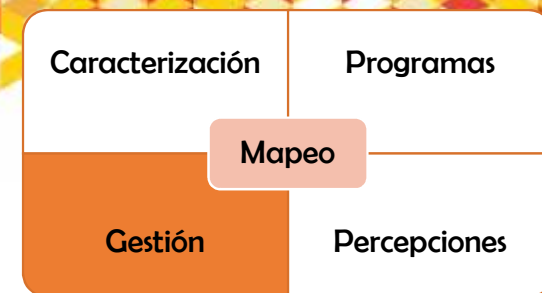 Caracterización
Programas
Mapeo
Gestión
Percepciones